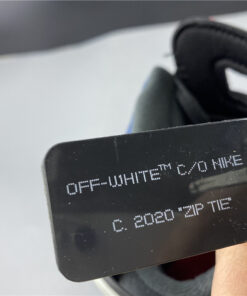 OFF-WHITE™ C/O NIKE
C. 2020 "ZIP TIE"